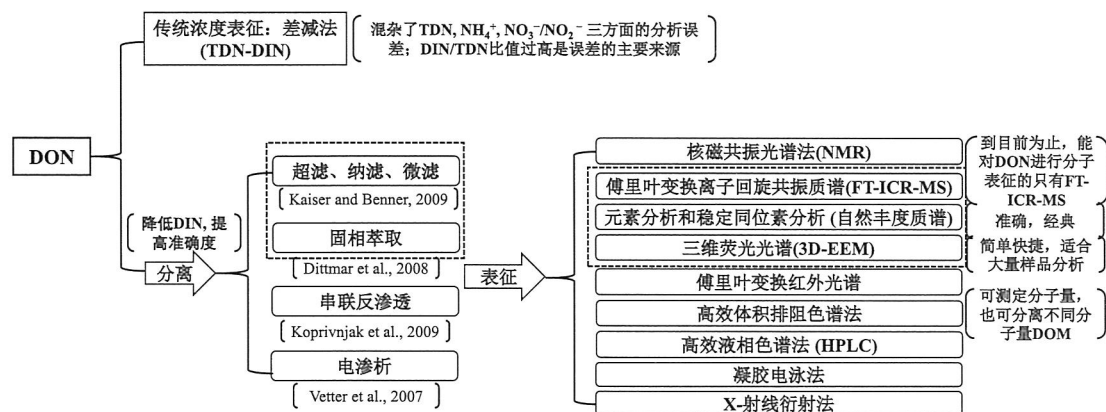 传统浓度表征：差减法
(TDN-DIN)
混杂了TDN, NH₄⁺, NO₃⁻/NO₂⁻ 三方面的分析误
差；DIN/TDN比值过高是误差的主要来源
DON
降低DIN, 提
高准确度
分离
超滤、纳滤、微滤
Kaiser and Benner, 2009
固相萃取
Dittmar et al., 2008
串联反渗透
Koprivnjak et al., 2009
电渗析
Vetter et al., 2007
表征
核磁共振光谱法(NMR)
傅里叶变换离子回旋共振质谱(FT-ICR-MS)
元素分析和稳定同位素分析 (自然丰度质谱)
三维荧光光谱(3D-EEM)
傅里叶变换红外光谱
高效体积排阻色谱法
高效液相色谱法 (HPLC)
凝胶电泳法
X-射线衍射法
到目前为止，能
对DON进行分子
表征的只有FT-
ICR-MS
准确，经典
简单快捷，适合
大量样品分析
可测定分子量，
也可分离不同分
子量DOM